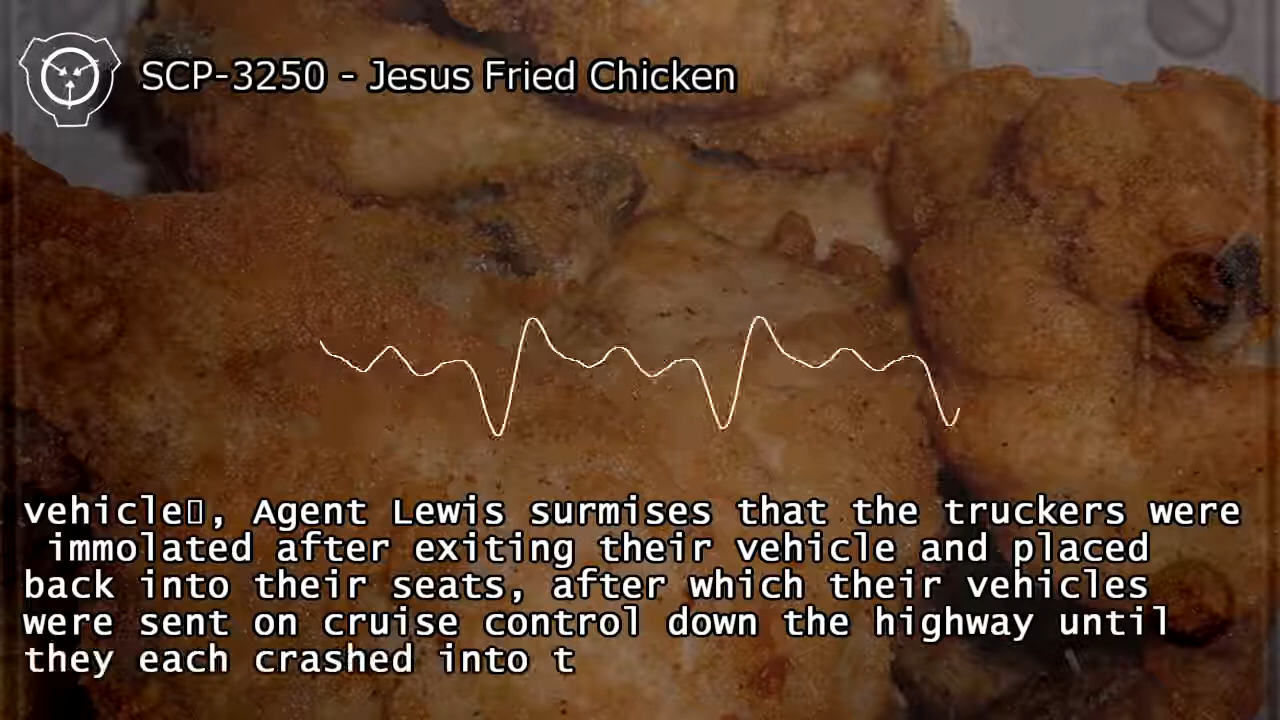 SCP-3250 - Jesus Fried Chicken
vehicle▯, Agent Lewis surmises that the truckers were
immolated after exiting their vehicle and placed
back into their seats, after which their vehicles
were sent on cruise control down the highway until
they each crashed into t